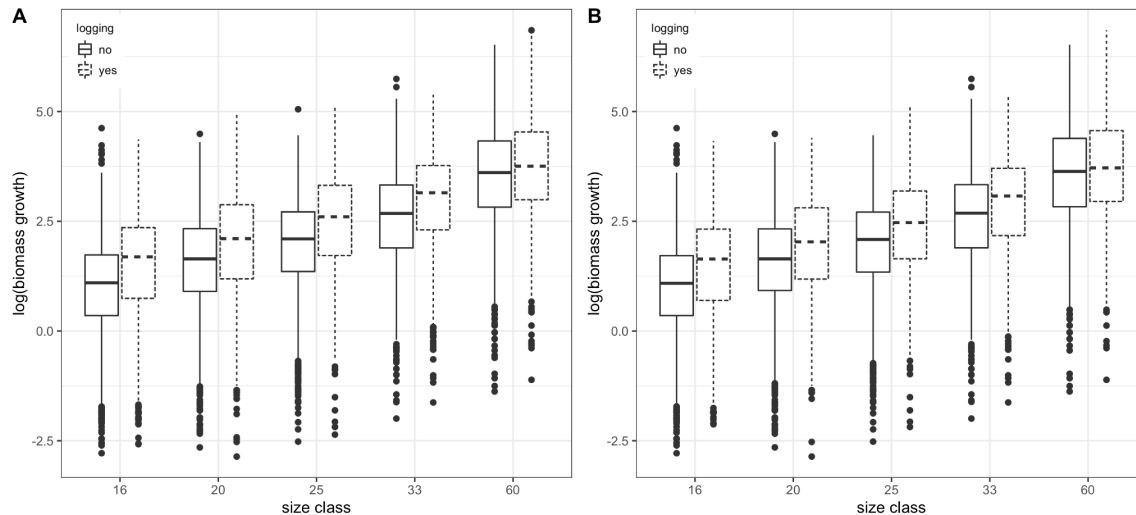 A
logging
no
yes
log(biomass growth)
5.0
2.5
0.0
-2.5
16 20 25 33 60
size class
B
logging
no
yes
log(biomass growth)
5.0
2.5
0.0
-2.5
16 20 25 33 60
size class